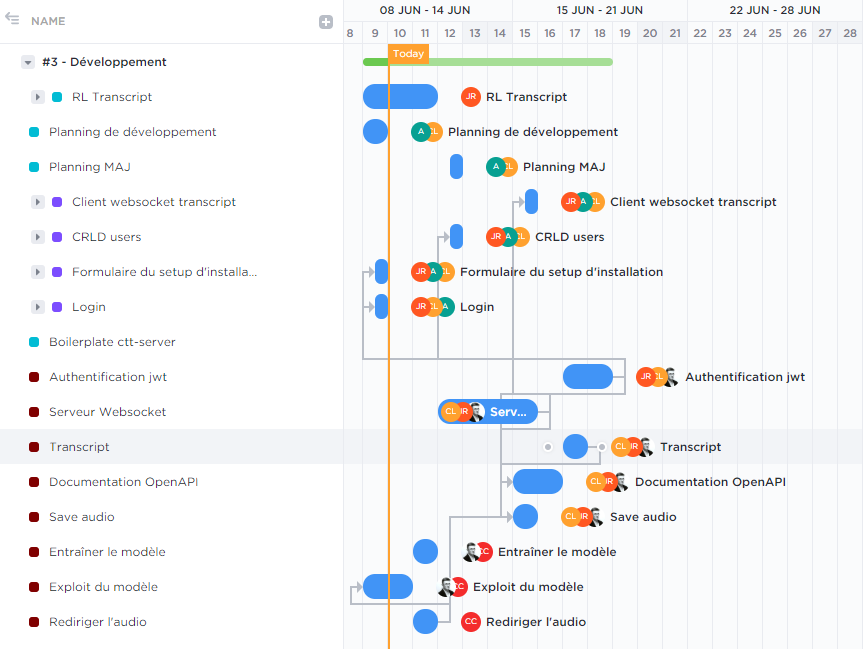 NAME
08 JUN - 14 JUN 15 JUN - 21 JUN 22 JUN - 28 JUN
8 9 10 11 12 13 14 15 16 17 18 19 20 21 22 23 24 25 26 27 28
Today
#3 - Développement
RL Transcript JR RL Transcript
Planning de développement A CL Planning de développement
Planning MAJ A CL Planning MAJ
Client websocket transcript JR A CL Client websocket transcript
CRLD users JR A CL CRLD users
Formulaire du setup d'installa... JR A CL Formulaire du setup d'installation
Login JR CL A Login
Boilerplate ctt-server
Authentification jwt JR CL Authentification jwt
Serveur Websocket CL JR Serv...
Transcript CL JR Transcript
Documentation OpenAPI CL JR Documentation OpenAPI
Save audio CL JR Save audio
Entraîner le modèle CC Entraîner le modèle
Exploit du modèle CC Exploit du modèle
Rediriger l'audio CC Rediriger l'audio